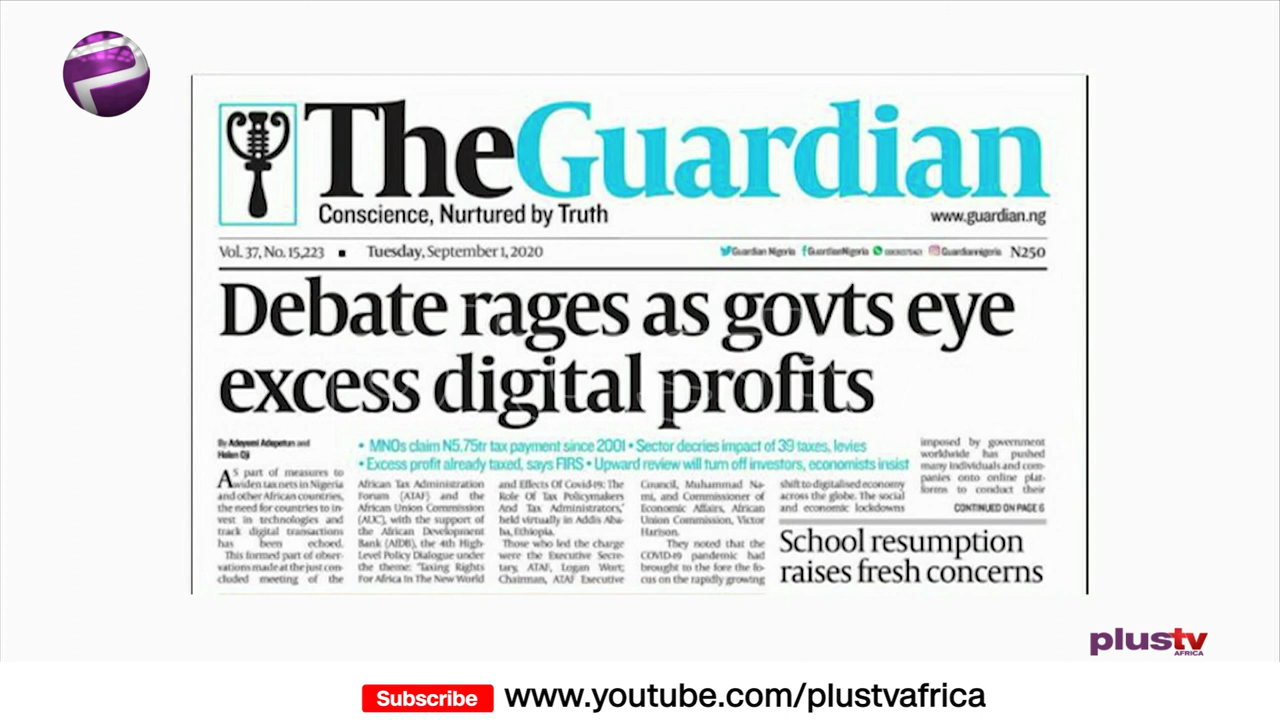 TheGuardian
Conscience, Nurtured by Truth
www.guardian.ng
Vol. 37, No. 15,223 ■ Tuesday, September 1, 2020
Guardian Nigeria GuardianNigeria Guardiannigeria N250
Debate rages as govts eye
excess digital profits
By Adeyemi Adepetun and
Helen Oji
• MNOs claim N5.75tr tax payment since 2001 • Sector decries impact of 39 taxes, levies
• Excess profit already taxed, says FIRS • Upward review will turn off investors, economists insist
As part of measures to
widen tax nets in Nigeria
and other African countries,
the need for countries to in-
vest in technologies and
track digital transactions
has been echoed.
This formed part of obser-
vations made at the just con-
cluded meeting of the
African Tax Administration
Forum (ATAF) and the
African Union Commission
(AUC), with the support of
the African Development
Bank (AfDB), the 4th High-
Level Policy Dialogue under
the theme: 'Taxing Rights
For Africa In The New World
and Effects Of Covid-19: The
Role Of Tax Policymakers
And Tax Administrators,'
held virtually in Addis Aba-
ba, Ethiopia.
Those who led the charge
were the Executive Secre-
tary, ATAF, Logan Wort;
Chairman, ATAF Executive
Council, Muhammad Na-
mi, and Commissioner of
Economic Affairs, African
Union Commission, Victor
Harison.
They noted that the
COVID-19 pandemic had
brought to the fore the fo-
cus on the rapidly growing
shift to digitalised economy
across the globe. The social
and economic lockdowns
imposed by government
worldwide has pushed
many individuals and com-
panies onto online plat-
forms to conduct their
CONTINUED ON PAGE 6
School resumption
raises fresh concerns
plustv
AFRICA
Subscribe www.youtube.com/plustvafrica